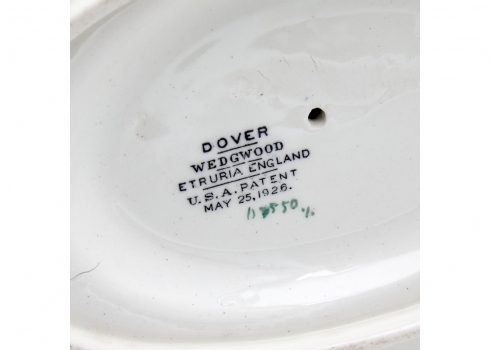 DOVER
WEDGWOOD
ETRURIA ENGLAND
U.S.A. PATENT
MAY 25, 1926.